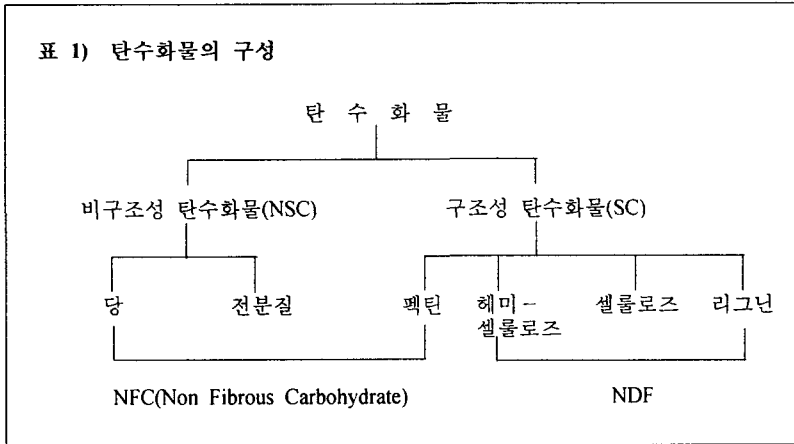 표 1) 탄수화물의 구성
탄 수 화 물
비구조성 탄수화물(NSC) 구조성 탄수화물(SC)
당 전분질 펙틴 헤미- 셀룰로즈 리그닌
셀룰로즈
NFC(Non Fibrous Carbohydrate) NDF